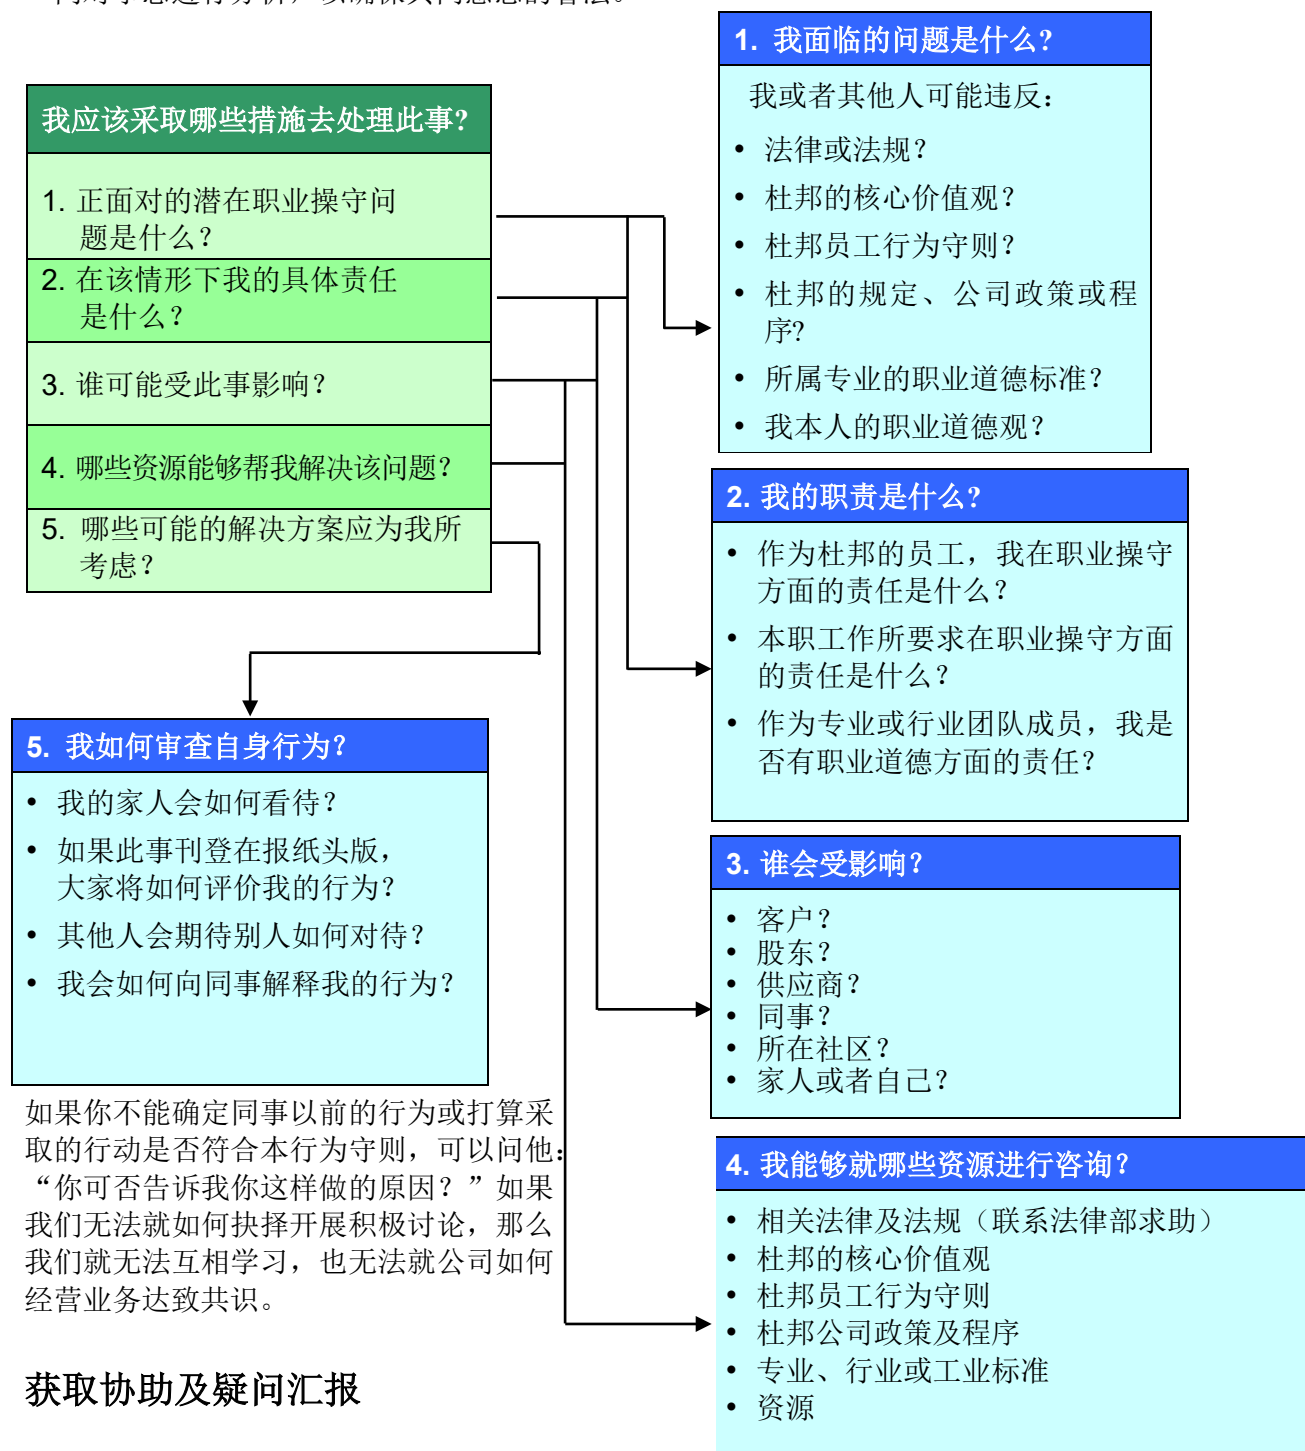 我应该采取哪些措施去处理此事?
1. 正面对的潜在职业操守问
题是什么？
2. 在该情形下我的具体责任
是什么？
3. 谁可能受此事影响？
4. 哪些资源能够帮我解决该问题？
5. 哪些可能的解决方案应为我所
考虑？
1. 我面临的问题是什么?
我或者其他人可能违反：
• 法律或法规？
• 杜邦的核心价值观？
• 杜邦员工行为守则？
• 杜邦的规定、公司政策或程
序?
• 所属专业的职业道德标准？
• 我本人的职业道德观？
2. 我的职责是什么?
• 作为杜邦的员工，我在职业操守
方面的责任是什么？
• 本职工作所要求在职业操守方面
的责任是什么？
• 作为专业或行业团队成员，我是
否有职业道德方面的责任？
3. 谁会受影响？
• 客户？
• 股东？
• 供应商？
• 同事？
• 所在社区？
• 家人或者自己？
4. 我能够就哪些资源进行咨询？
• 相关法律及法规（联系法律部求助）
• 杜邦的核心价值观
• 杜邦员工行为守则
• 杜邦公司政策及程序
• 专业、行业或工业标准
• 资源
5. 我如何审查自身行为？
• 我的家人会如何看待？
• 如果此事刊登在报纸头版，
大家将如何评价我的行为？
• 其他人会期待别人如何对待？
• 我会如何向同事解释我的行为？
如果你不能确定同事以前的行为或打算采
取的行动是否符合本行为守则，可以问他：
“你可否告诉我你这样做的原因？”如果
我们无法就如何抉择开展积极讨论，那么
我们就无法互相学习，也无法就公司如何
经营业务达致共识。
获取协助及疑问汇报